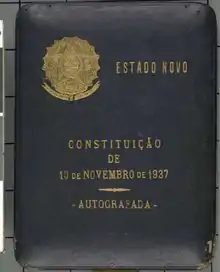 ESTADO NOVO
CONSTITUIÇÃO
DE
10 DE NOVEMBRO DE 1937
- AUTOGRAFADA -